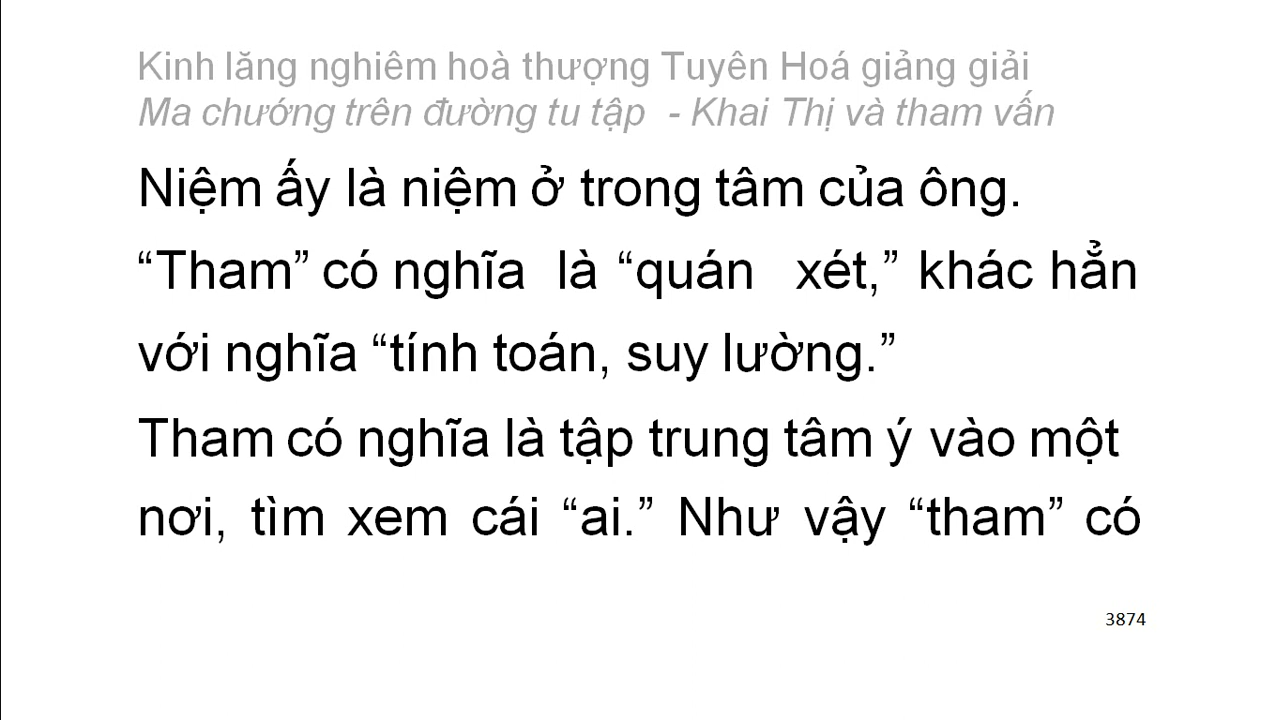 Kinh lăng nghiêm hoà thượng Tuyên Hoá giảng giải
Ma chướng trên đường tu tập - Khai Thị và tham vấn
Niệm ấy là niệm ở trong tâm của ông.
“Tham” có nghĩa là “quán xét,” khác hẳn
với nghĩa “tính toán, suy lường.”
Tham có nghĩa là tập trung tâm ý vào một
nơi, tìm xem cái “ai.” Như vậy “tham” có
3874